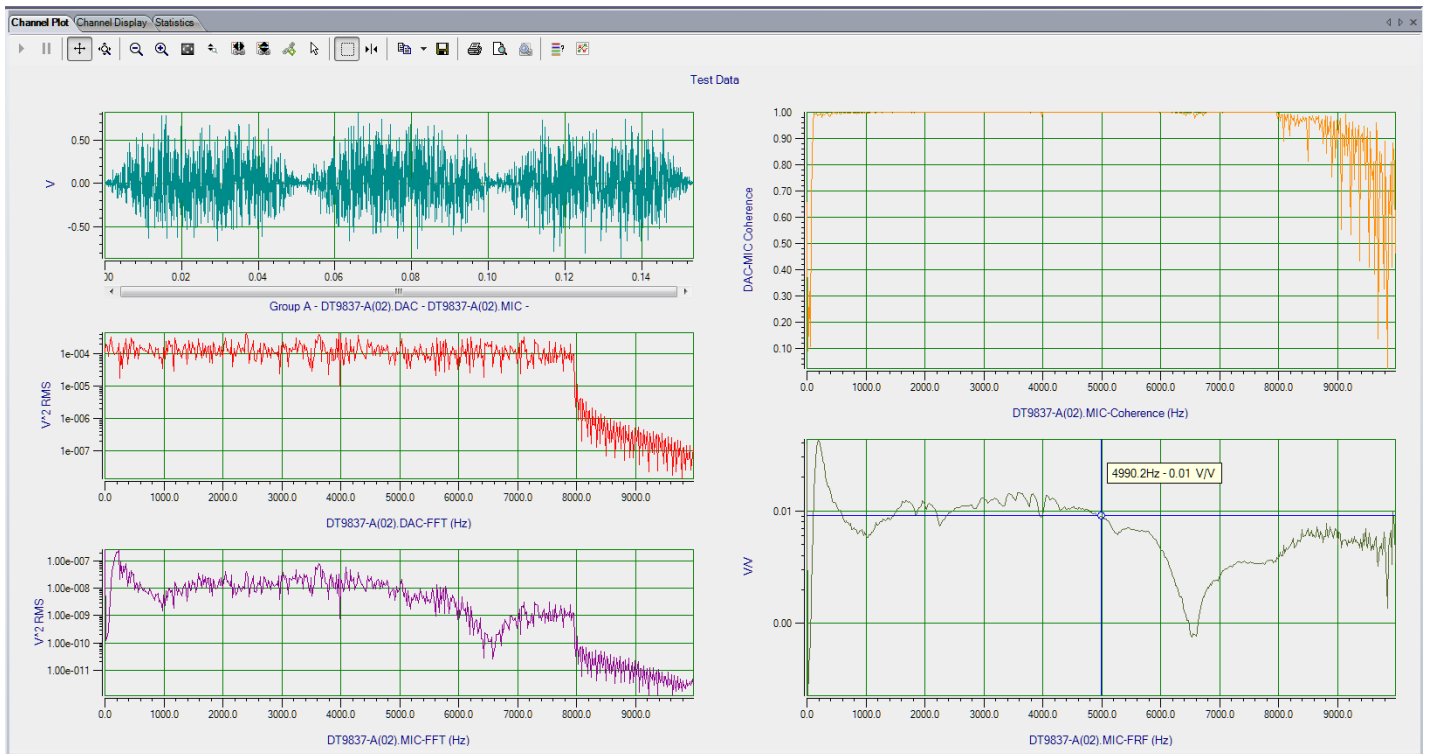 Channel Plot Channel Display Statistics
Test Data
0.50
0.00
-0.50
V
00 0.02 0.04 0.06 0.08 0.10 0.12 0.14
Group A - DT9837-A(02).DAC - DT9837-A(02).MIC -
1e-004
1e-005
1e-006
1e-007
V^2 RMS
0.0 1000.0 2000.0 3000.0 4000.0 5000.0 6000.0 7000.0 8000.0 9000.0
DT9837-A(02).DAC-FFT (Hz)
1.00e-007
1.00e-008
1.00e-009
1.00e-010
1.00e-011
V^2 RMS
0.0 1000.0 2000.0 3000.0 4000.0 5000.0 6000.0 7000.0 8000.0 9000.0
DT9837-A(02).MIC-FFT (Hz)
1.00
0.90
0.80
0.70
0.60
0.50
0.40
0.30
0.20
0.10
DAC-MIC Coherence
0.0 1000.0 2000.0 3000.0 4000.0 5000.0 6000.0 7000.0 8000.0 9000.0
DT9837-A(02).MIC-Coherence (Hz)
4990.2Hz - 0.01 V/V
0.01
0.00
V/V
0.0 1000.0 2000.0 3000.0 4000.0 5000.0 6000.0 7000.0 8000.0 9000.0
DT9837-A(02).MIC-FRF (Hz)